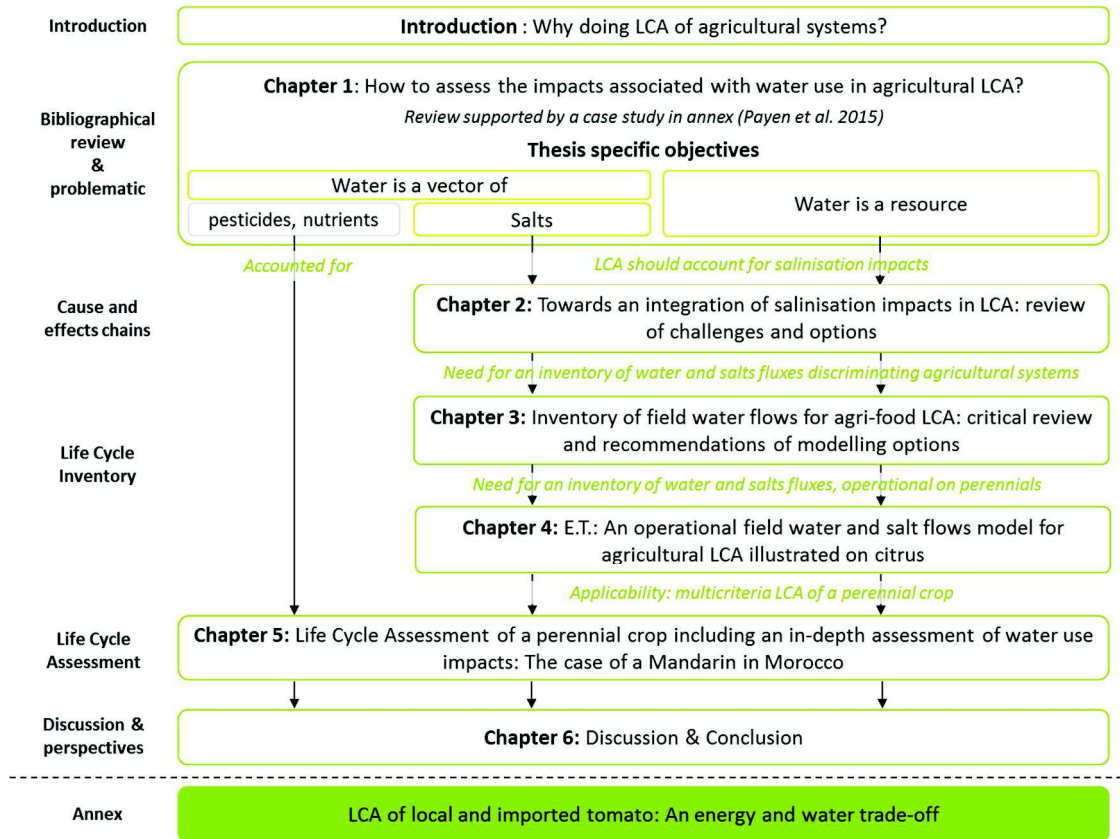 Introduction
Introduction : Why doing LCA of agricultural systems?
Bibliographical
review
&
problematic
Chapter 1: How to assess the impacts associated with water use in agricultural LCA?
Review supported by a case study in annex (Payen et al. 2015)
Thesis specific objectives
Water is a vector of
pesticides, nutrients
Salts
Water is a resource
Accounted for
LCA should account for salinisation impacts
Cause and
effects chains
Chapter 2: Towards an integration of salinisation impacts in LCA: review
of challenges and options
Need for an inventory of water and salts fluxes discriminating agricultural systems
Life Cycle
Inventory
Chapter 3: Inventory of field water flows for agri-food LCA: critical review
and recommendations of modelling options
Need for an inventory of water and salts fluxes, operational on perennials
Chapter 4: E.T.: An operational field water and salt flows model for
agricultural LCA illustrated on citrus
Applicability: multicriteria LCA of a perennial crop
Life Cycle
Assessment
Chapter 5: Life Cycle Assessment of a perennial crop including an in-depth assessment of water use
impacts: The case of a Mandarin in Morocco
Discussion &
perspectives
Chapter 6: Discussion & Conclusion
Annex
LCA of local and imported tomato: An energy and water trade-off